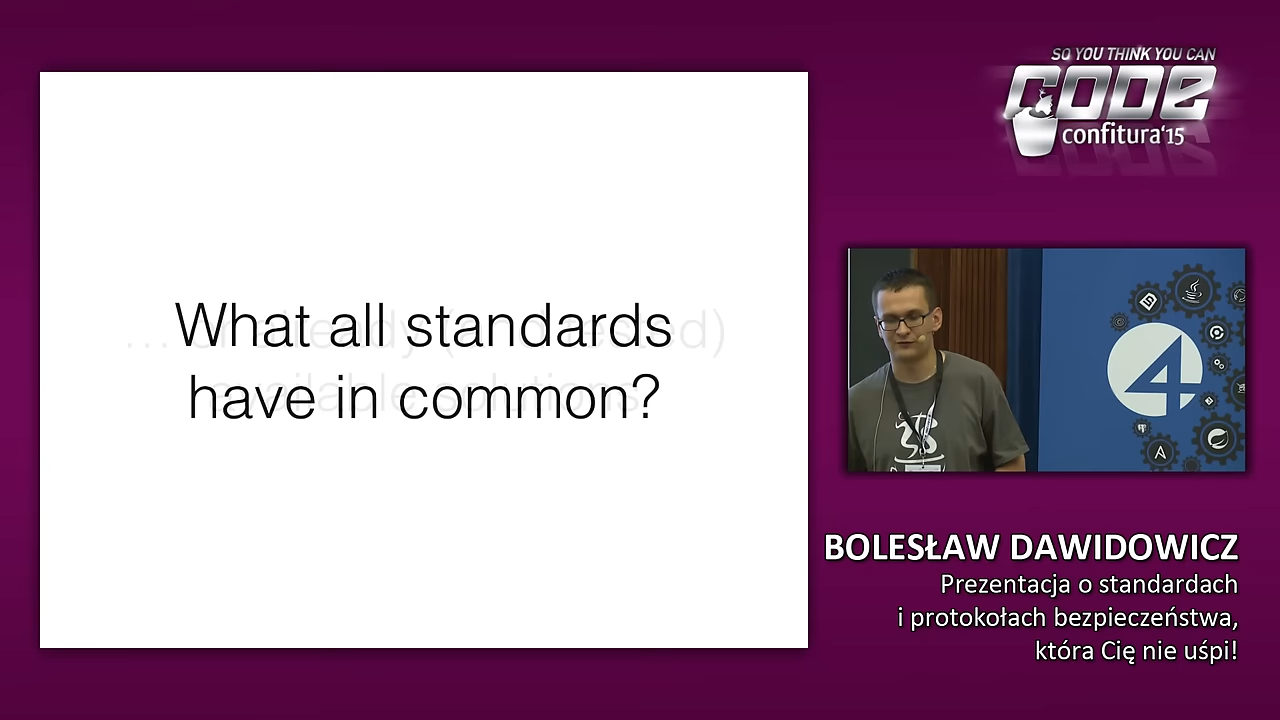 SO YOU THINK YOU CAN
CODE
confitura'15
What all standards
have in common?
4
BOLESŁAW DAWIDOWICZ
Prezentacja o standardach
i protokołach bezpieczeństwa,
która Cię nie uśpi!